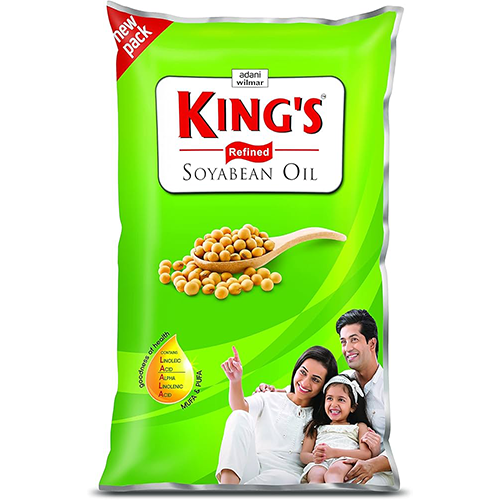 new
pack
adani
wilmar
KING'S
TM
Refined
SOYABEAN OIL
goodness of health
CONTAINS
LINOLEIC
ACID
ALPHA
LINOLENIC
ACID
MUFA & PUFA